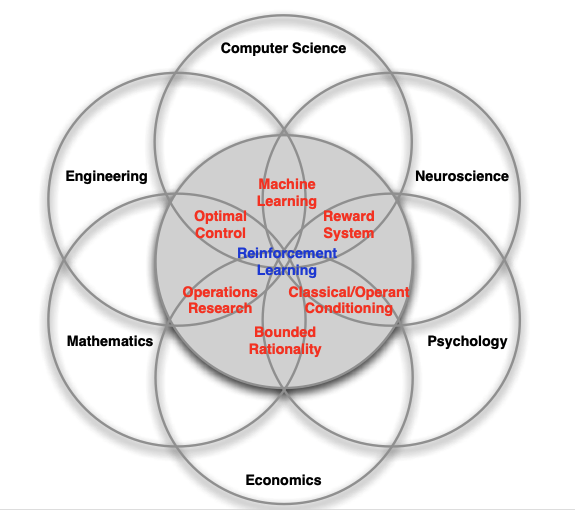 Computer Science
Engineering
Neuroscience
Machine
Learning
Optimal
Control
Reward
System
Reinforcement
Learning
Operations
Research
Classical/Operant
Conditioning
Bounded
Rationality
Mathematics
Psychology
Economics